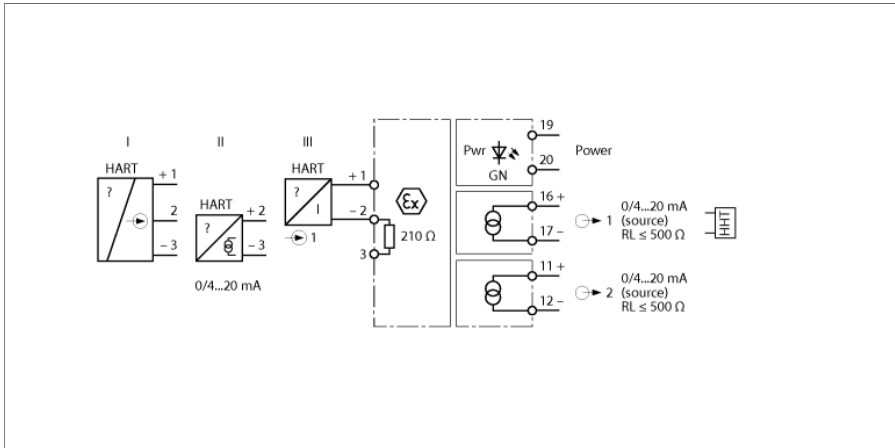 I
HART
?
+ 1
2
– 3
II
HART
?
+ 2
– 3
0/4...20 mA
III
HART
?
I
+ 1
– 2
1
3
210 Ω
Ex
Pwr
GN
19
20
Power
16 +
17 –
1
0/4...20 mA
(source)
RL ≤ 500 Ω
HHT
11 +
12 –
2
0/4...20 mA
(source)
RL ≤ 500 Ω